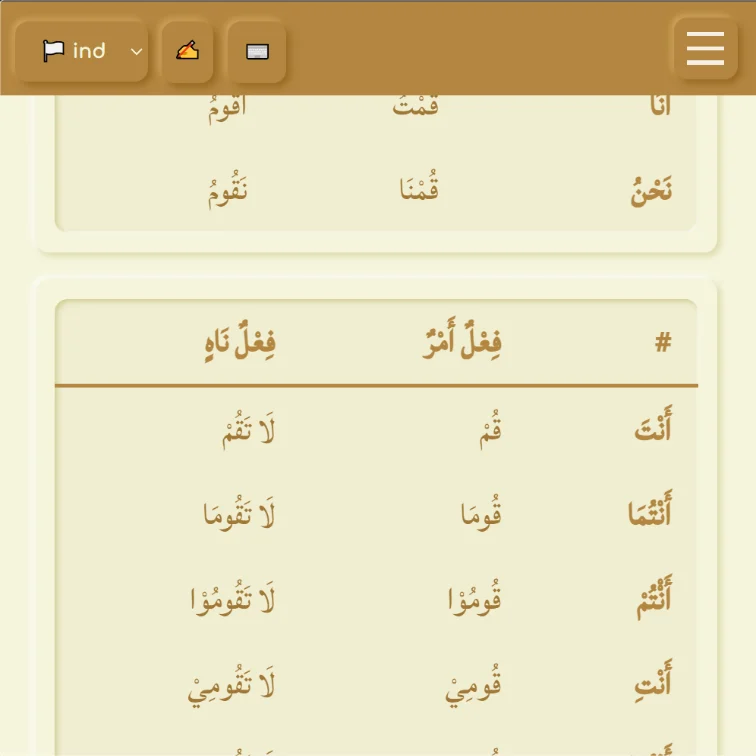 ind
أَنَا قُمْتُ أَقُومُ
نَحْنُ قُمْنَا نَقُومُ
# فِعْلٌ أَمْرٌ فِعْلٌ نَاهٍ
أَنْتَ قُمْ لَا تَقُمْ
أَنْتُمَا قُومَا لَا تَقُومَا
أَنْتُمْ قُومُوْا لَا تَقُومُوْا
أَنْتِ قُومِيْ لَا تَقُومِيْ